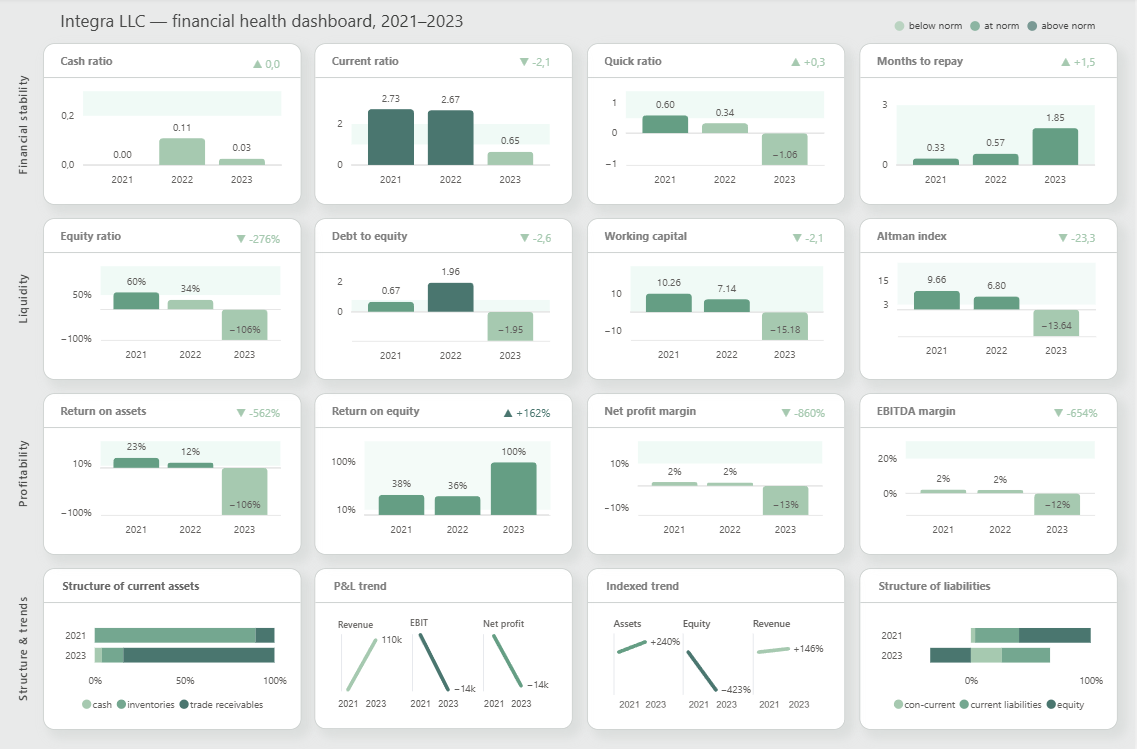 Integra LLC — financial health dashboard, 2021–2023
below norm at norm above norm
Financial stability
Cash ratio ▲ 0,0
0,2
0,0
0.00 0.11 0.03
2021 2022 2023
Current ratio ▼ -2,1
2
0
2.73 2.67 0.65
2021 2022 2023
Quick ratio ▲ +0,3
1
0
−1
0.60 0.34 −1.06
2021 2022 2023
Months to repay ▲ +1,5
3
0
0.33 0.57 1.85
2021 2022 2023
Liquidity
Equity ratio ▼ -276%
50%
−100%
60% 34% −106%
2021 2022 2023
Debt to equity ▼ -2,6
2
0
0.67 1.96 −1.95
2021 2022 2023
Working capital ▼ -2,1
10
−10
10.26 7.14 −15.18
2021 2022 2023
Altman index ▼ -23,3
15
3
9.66 6.80 −13.64
2021 2022 2023
Profitability
Return on assets ▼ -562%
10%
−100%
23% 12% −106%
2021 2022 2023
Return on equity ▲ +162%
100%
10%
38% 36% 100%
2021 2022 2023
Net profit margin ▼ -860%
10%
−10%
2% 2% −13%
2021 2022 2023
EBITDA margin ▼ -654%
20%
0%
2% 2% −12%
2021 2022 2023
Structure & trends
Structure of current assets
2021
2023
0% 50% 100%
cash inventories trade receivables
P&L trend
Revenue EBIT Net profit
110k −14k −14k
2021 2023 2021 2023 2021 2023
Indexed trend
Assets Equity Revenue
+240% −423% +146%
2021 2023 2021 2023 2021 2023
Structure of liabilities
2021
2023
0% 100%
con-current current liabilities equity